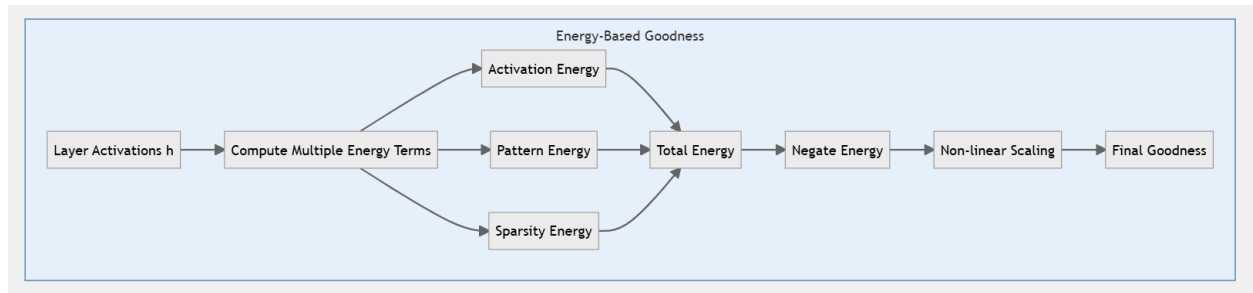 Energy-Based Goodness
Activation Energy
Layer Activations h
Compute Multiple Energy Terms
Pattern Energy
Total Energy
Negate Energy
Non-linear Scaling
Final Goodness
Sparsity Energy